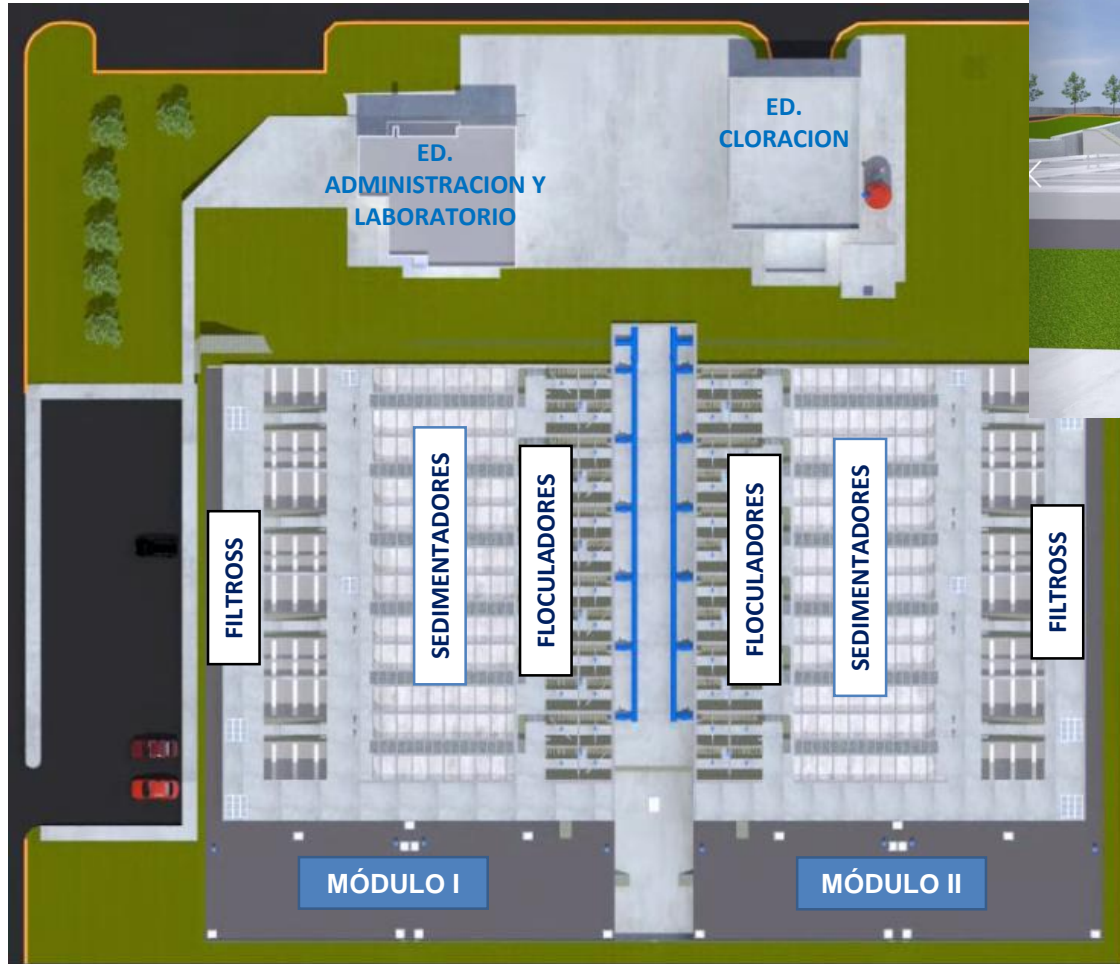 ED.
ADMINISTRACION Y
LABORATORIO
ED.
CLORACION
FILTROSS
SEDIMENTADORES
FLOCULADORES
FLOCULADORES
SEDIMENTADORES
FILTROSS
MÓDULO I
MÓDULO II